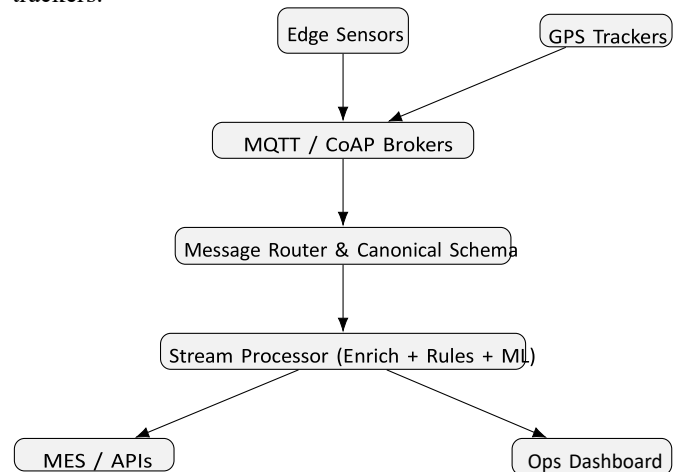 trackers.
Edge Sensors
GPS Trackers
MQTT / CoAP Brokers
Message Router & Canonical Schema
Stream Processor (Enrich + Rules + ML)
MES / APIs
Ops Dashboard